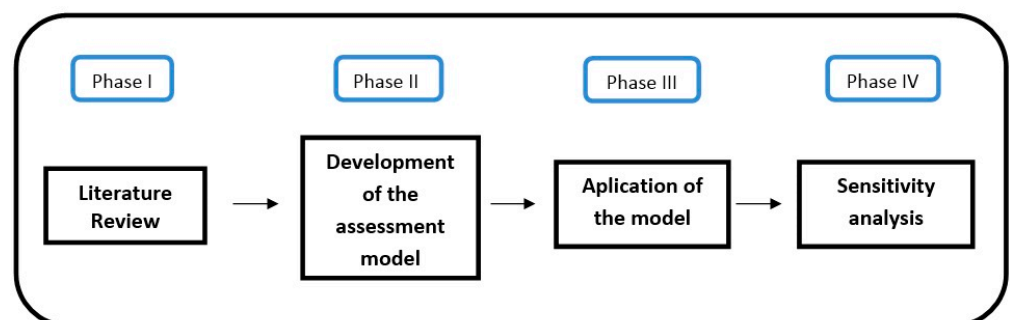 Phase I
Phase II
Phase III
Phase IV
Literature
Review
Development
of the
assessment
model
Aplication of
the model
Sensitivity
analysis